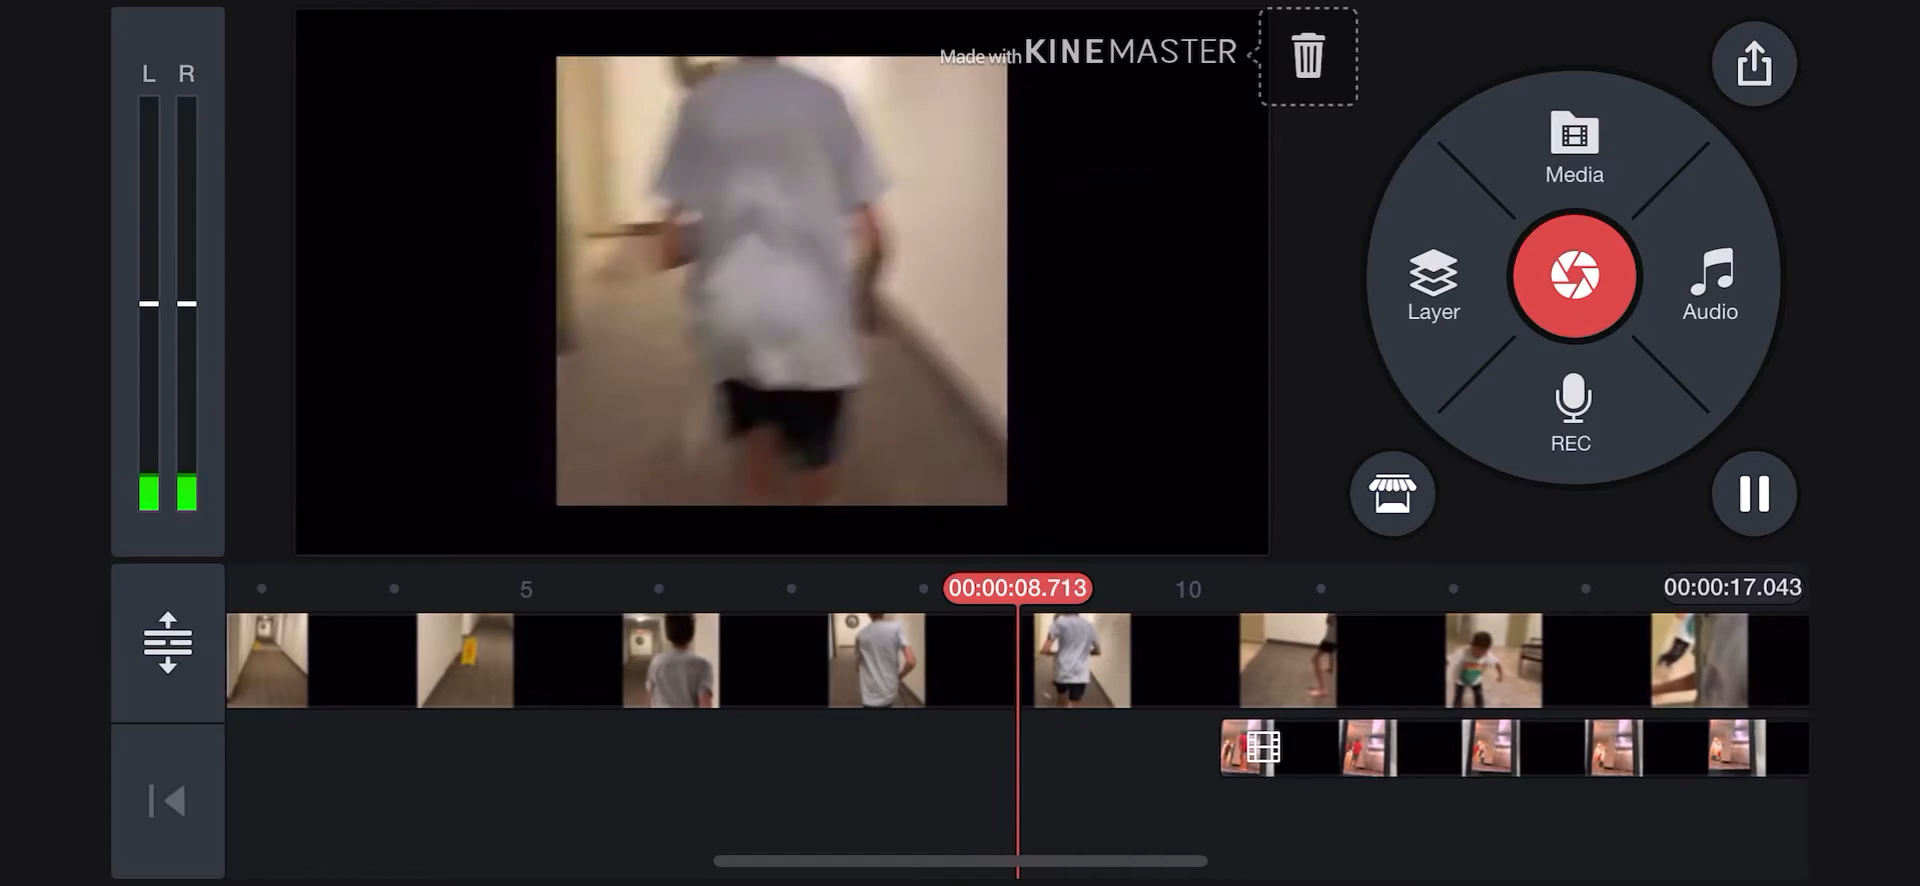 L R
Made with KINEMASTER
Media
Layer
Audio
REC
5
00:00:08.713
10
00:00:17.043